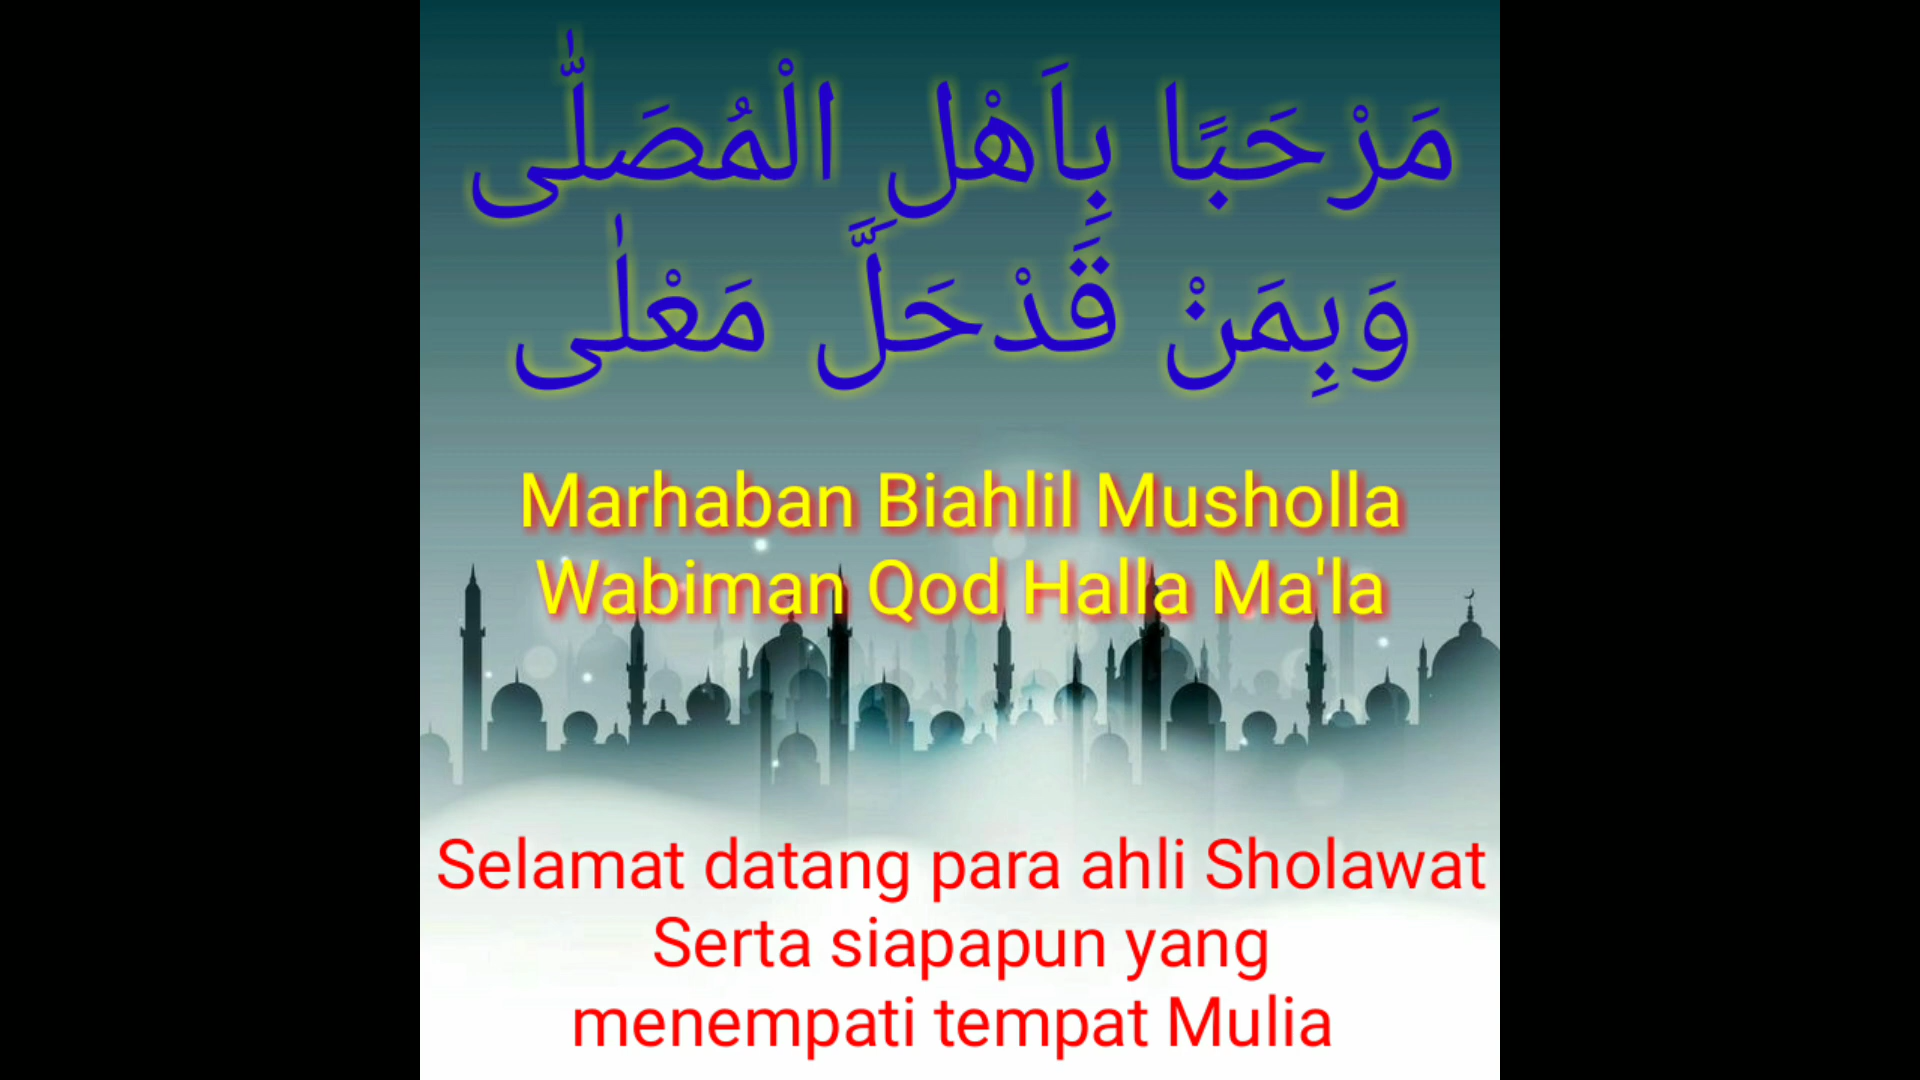 مَرْحَبًا بِاَهْلِ الْمُصَلّٰى
وَبِمَنْ قَدْحَلَّ مَعْلٰى
Marhaban Biahlil Musholla
Wabiman Qod Halla Ma'la
Selamat datang para ahli Sholawat
Serta siapapun yang
menempati tempat Mulia